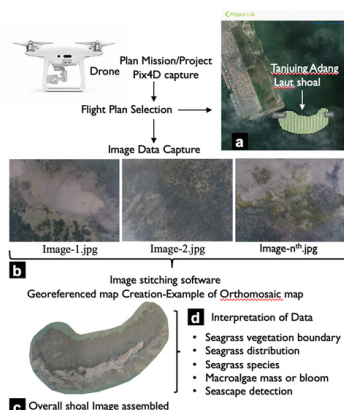 Project List
Plan Mission/Project
Drone
Pix4D capture
Tanjuing Adang
Laut shoal
Flight Plan Selection
a
Image Data Capture
Image-1.jpg
Image-2.jpg
Image-nth.jpg
b
Image stitching software
Georeferenced map Creation-Example of Orthomosaic map
d Interpretation of Data
• Seagrass vegetation boundary
• Seagrass distribution
• Seagrass species
• Macroalgae mass or bloom
• Seascape detection
c Overall shoal Image assembled